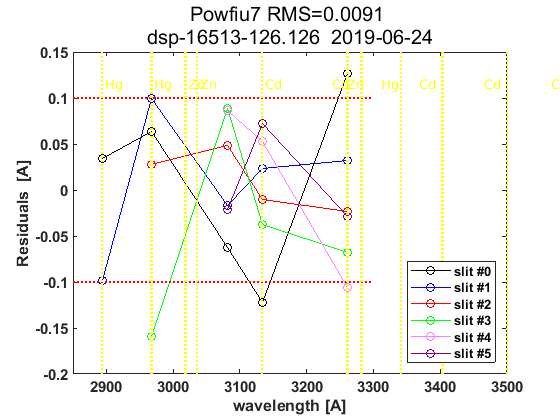 Powfiu7 RMS=0.0091
dsp-16513-126.126 2019-06-24
0.15
0.1
0.05
0
-0.05
-0.1
-0.15
-0.2
Residuals [A]
Hg Hg Zn Cd Hg Cd Cd
slit #0
slit #1
slit #2
slit #3
slit #4
slit #5
2900 3000 3100 3200 3300 3400 3500
wavelength [A]